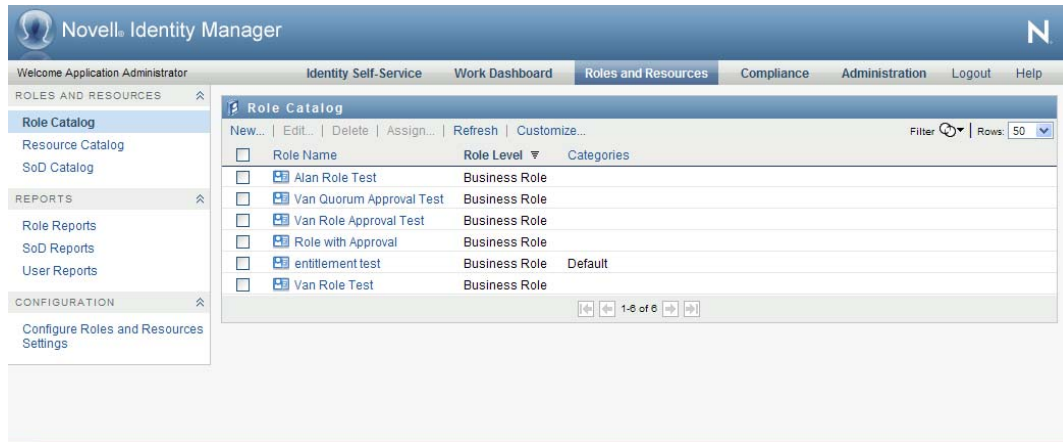 Novell® Identity Manager
N
Welcome Application Administrator
Identity Self-Service Work Dashboard Roles and Resources Compliance Administration Logout Help
ROLES AND RESOURCES
Role Catalog
Resource Catalog
SoD Catalog
REPORTS
Role Reports
SoD Reports
User Reports
CONFIGURATION
Configure Roles and Resources
Settings
Role Catalog
New... | Edit... | Delete | Assign... | Refresh | Customize... Filter | Rows: 50
Role Name Role Level Categories
Alan Role Test Business Role
Van Quorum Approval Test Business Role
Van Role Approval Test Business Role
Role with Approval Business Role
entitlement test Business Role Default
Van Role Test Business Role
1-6 of 6